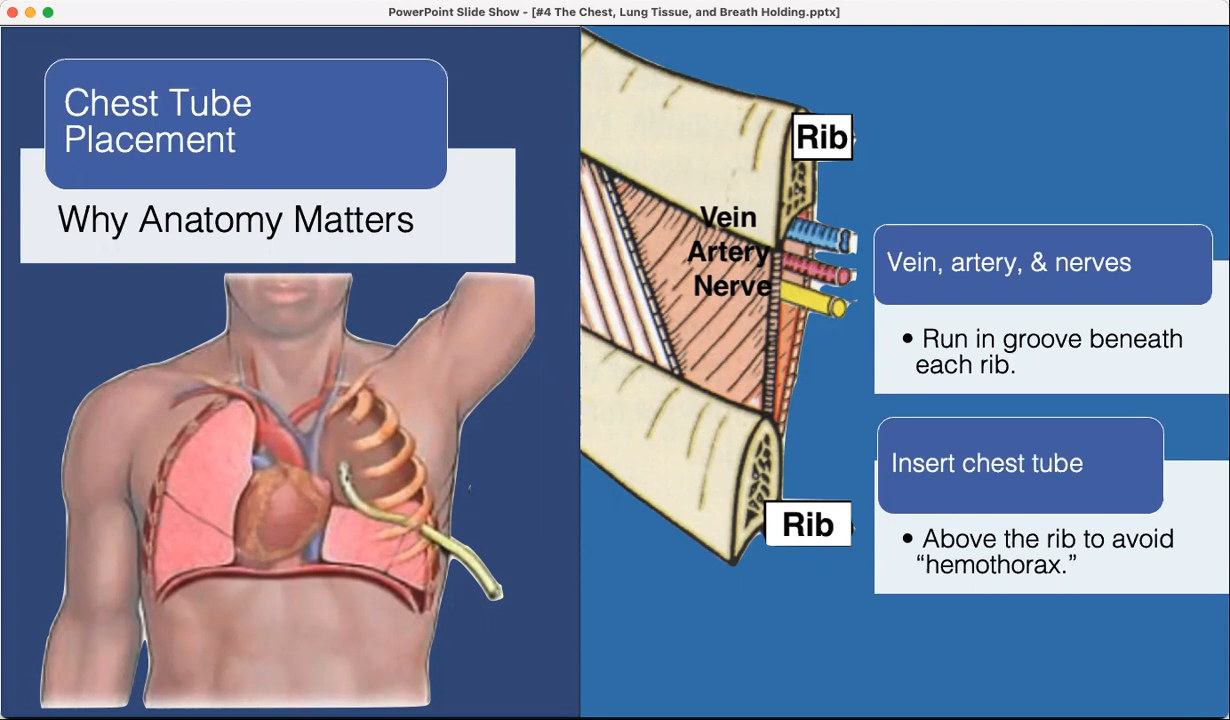 PowerPoint Slide Show - [#4 The Chest, Lung Tissue, and Breath Holding.pptx]
Chest Tube
Placement
Why Anatomy Matters
Rib
Vein
Artery
Nerve
Rib
Vein, artery, & nerves
• Run in groove beneath
each rib.
Insert chest tube
• Above the rib to avoid
“hemothorax.”